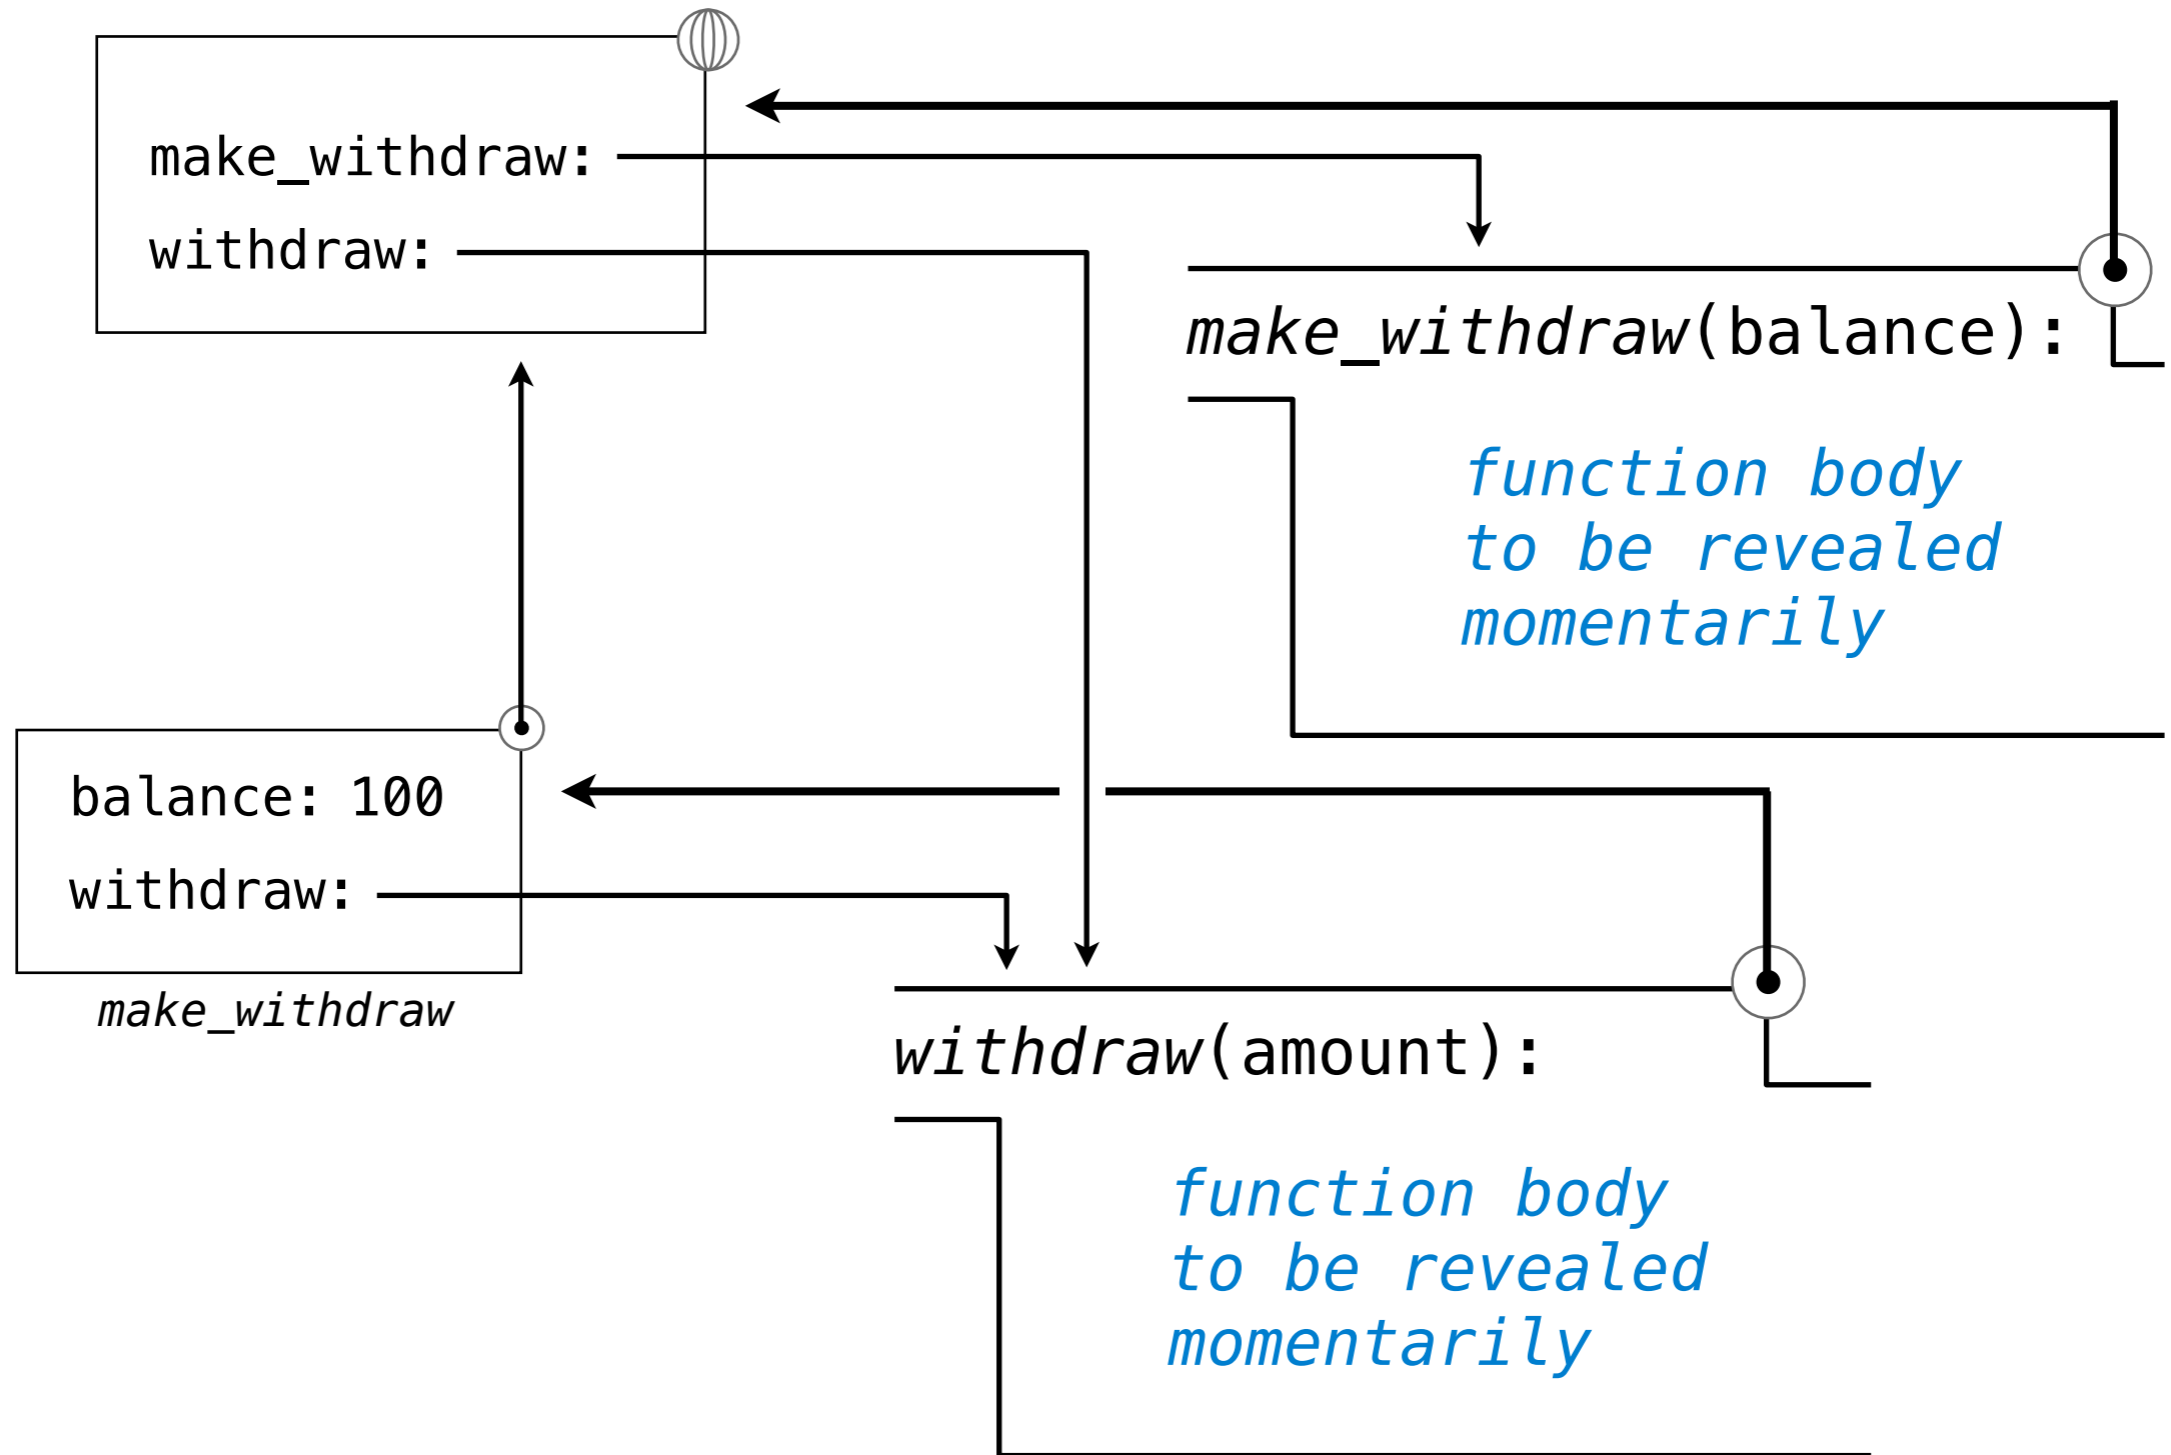 make_withdraw:
withdraw:
make_withdraw(balance):
function body
to be revealed
momentarily
balance: 100
withdraw:
make_withdraw
withdraw(amount):
function body
to be revealed
momentarily